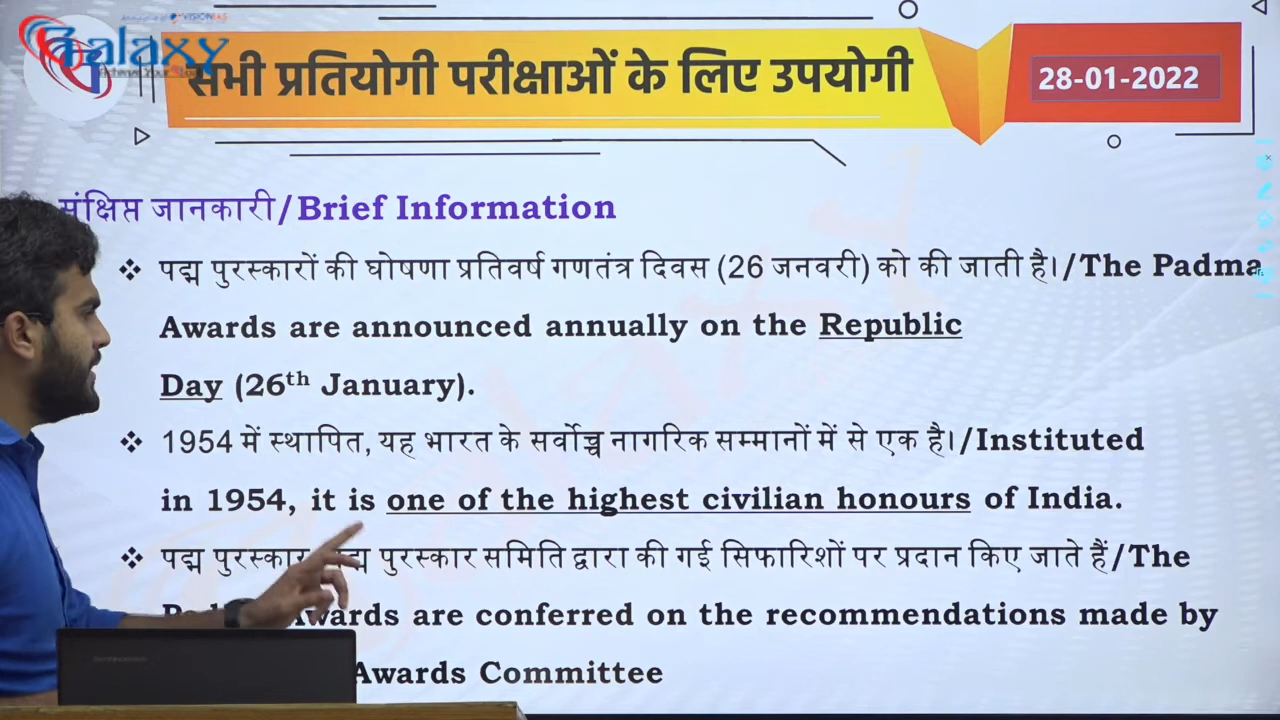 Galaxy
VISIONIAS
सभी प्रतियोगी परीक्षाओं के लिए उपयोगी
28-01-2022
संक्षिप्त जानकारी/Brief Information
❖ पद्म पुरस्कारों की घोषणा प्रतिवर्ष गणतंत्र दिवस (26 जनवरी) को की जाती है।/The Padma
Awards are announced annually on the Republic
Day (26th January).
❖ 1954 में स्थापित, यह भारत के सर्वोच्च नागरिक सम्मानों में से एक है।/Instituted
in 1954, it is one of the highest civilian honours of India.
❖ पद्म पुरस्कार पुरस्कार समिति द्वारा की गई सिफारिशों पर प्रदान किए जाते हैं/The
Awards are conferred on the recommendations made by
Awards Committee